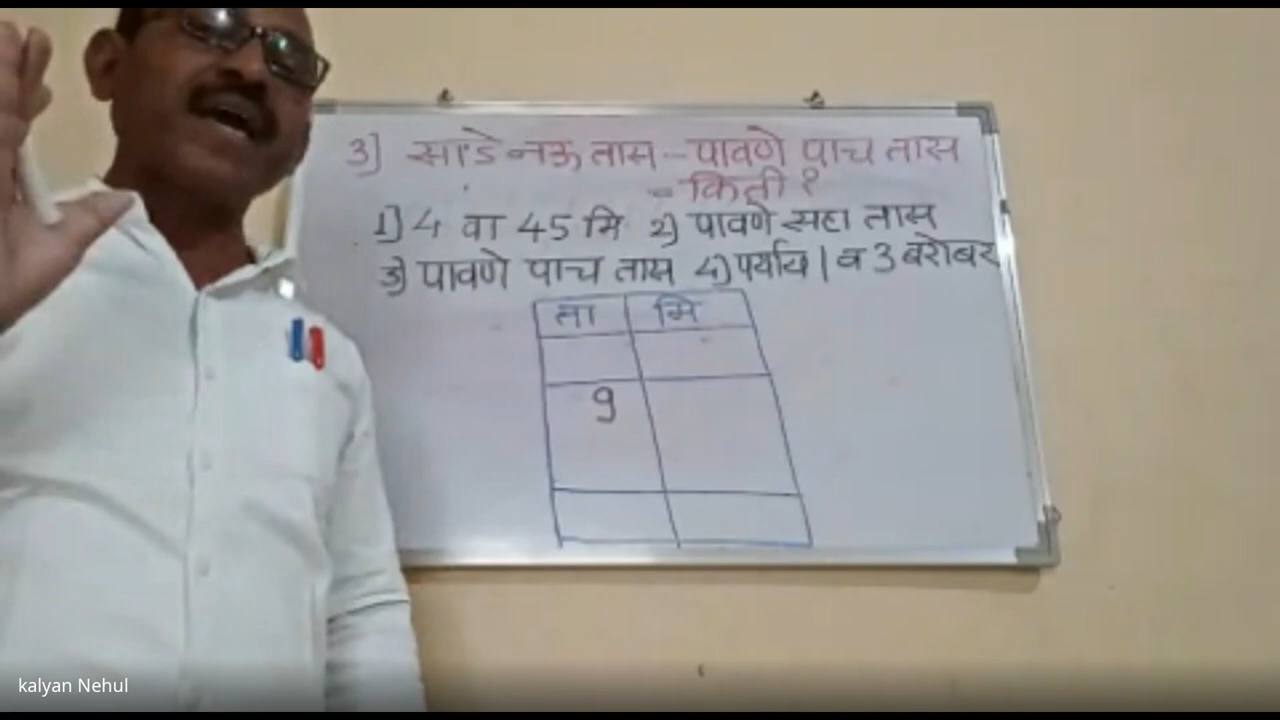 3] साडे नऊ तास - पावणे पाच तास
= किती ?
1) 4 वा 45 मि 2) पावणे सहा तास
3) पावणे पाच तास 4) पर्याय 1 व 3 बरोबर
ता मि
9
kalyan Nehul